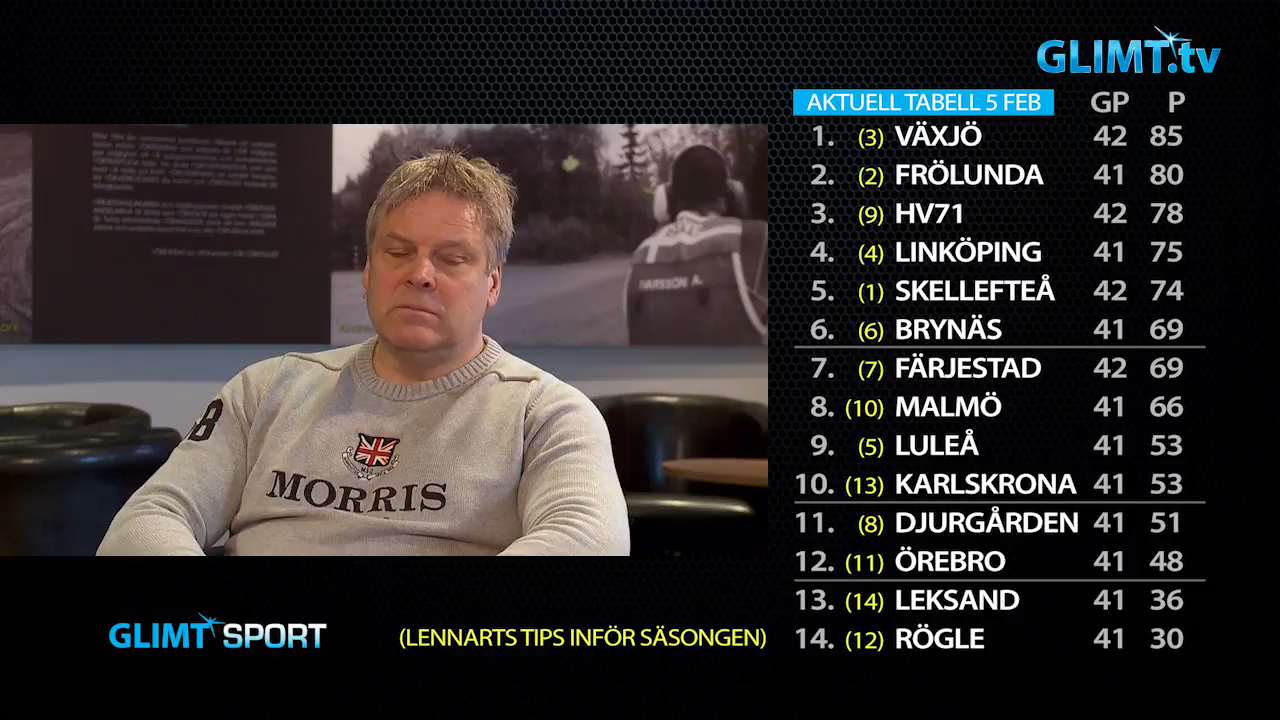 GLIMT.tv
AKTUELL TABELL 5 FEB GP P
1. (3) VÄXJÖ 42 85
2. (2) FRÖLUNDA 41 80
3. (9) HV71 42 78
4. (4) LINKÖPING 41 75
5. (1) SKELLEFTEÅ 42 74
6. (6) BRYNÄS 41 69
7. (7) FÄRJESTAD 42 69
8. (10) MALMÖ 41 66
9. (5) LULEÅ 41 53
10. (13) KARLSKRONA 41 53
11. (8) DJURGÅRDEN 41 51
12. (11) ÖREBRO 41 48
13. (14) LEKSAND 41 36
14. (12) RÖGLE 41 30
IVARSSON A.
MORRIS
GLIMT SPORT
(LENNARTS TIPS INFÖR SÄSONGEN)